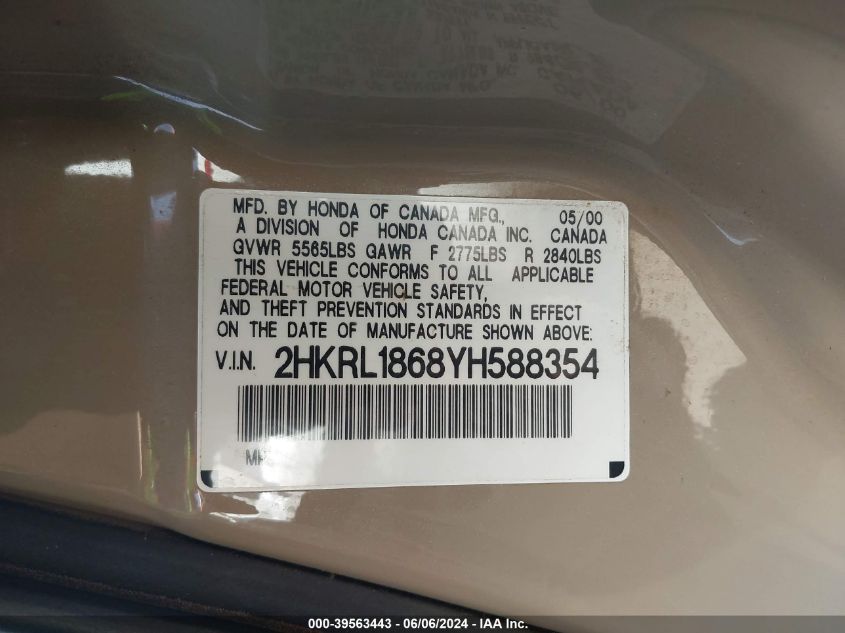 MFD. BY HONDA OF CANADA MFG., 05/00
A DIVISION OF HONDA CANADA INC. CANADA
GVWR 5565LBS GAWR F 2775LBS R 2840LBS
THIS VEHICLE CONFORMS TO ALL APPLICABLE
FEDERAL MOTOR VEHICLE SAFETY,
AND THEFT PREVENTION STANDARDS IN EFFECT
ON THE DATE OF MANUFACTURE SHOWN ABOVE:
V.I.N. 2HKRL1868YH588354
000-39563443 - 06/06/2024 - IAA Inc.